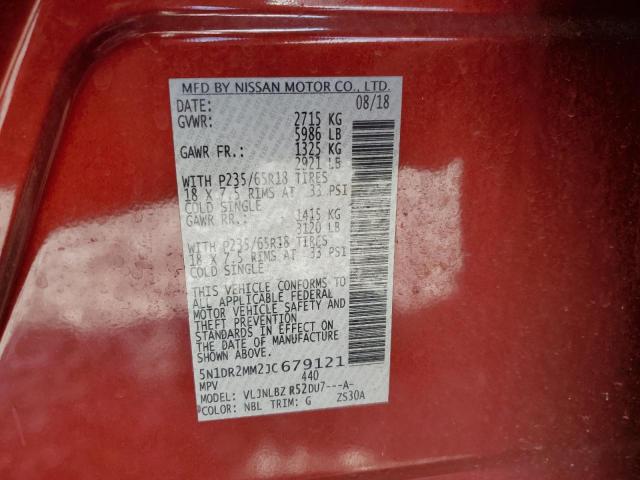 MFD BY NISSAN MOTOR CO., LTD.
DATE: 08/18
GVWR: 2715 KG
5986 LB
GAWR FR.: 1325 KG
2921 LB
WITH P235/65R18 TIRES
18 X 7.5 RIMS AT 33 PSI
COLD SINGLE
GAWR RR.: 1415 KG
3120 LB
WITH P235/65R18 TIRES
18 X 7.5 RIMS AT 33 PSI
COLD SINGLE
THIS VEHICLE CONFORMS TO
ALL APPLICABLE FEDERAL
MOTOR VEHICLE SAFETY AND
THEFT PREVENTION
STANDARDS IN EFFECT ON
THE DATE OF MANUFACTURE
SHOWN ABOVE.
5N1DR2MM2JC679121
MPV 440
MODEL: VLJNLBZ R52DU7---A-
COLOR: NBL TRIM: G ZS30A